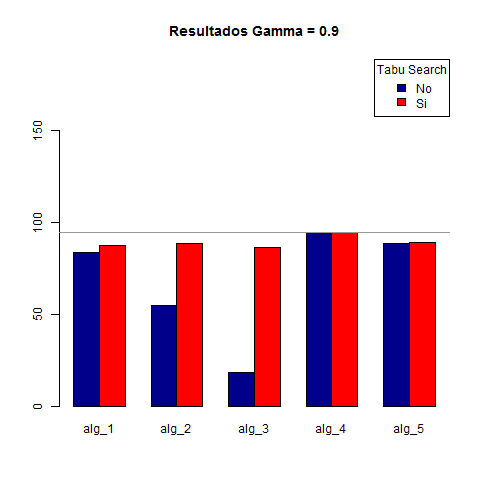 Resultados Gamma = 0.9
Tabu Search
No
Si
150
100
50
0
alg_1 alg_2 alg_3 alg_4 alg_5